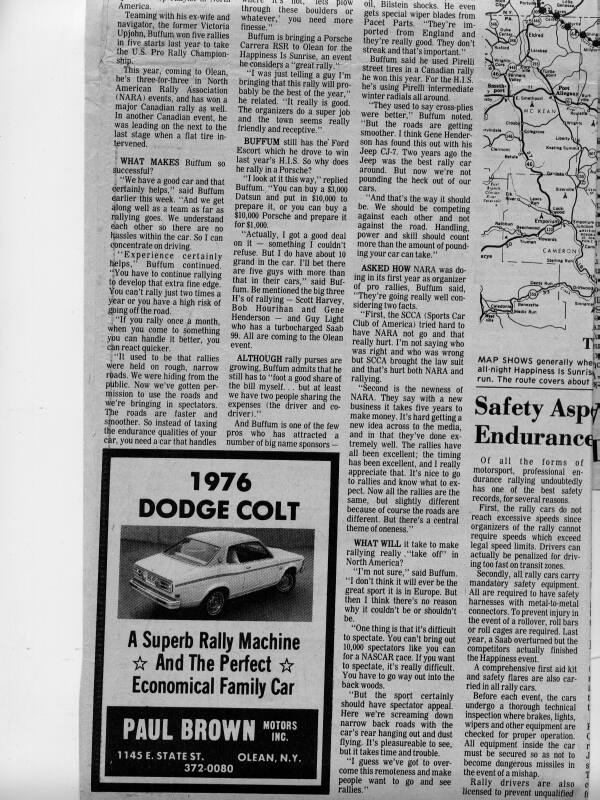 America.
Teaming with his ex-wife and
navigator, the former Victoria
Upjohn, Buffum won five rallies
in five starts last year to take
the U.S. Pro Rally Champion-
ship.
This year, coming to Olean,
he's three-for-three in North
American Rally Association
(NARA) events, and has won a
major Canadian rally as well.
In another Canadian event, he
was leading on the next to the
last stage when a flat tire in-
tervened.
WHAT MAKES Buffum so
successful?
"We have a good car and that
certainly helps," said Buffum
earlier this week. "And we get
along well as a team as far as
rallying goes. We understand
each other so there are no
hassles within the car. So I can
concentrate on driving.
"Experience certainly
helps," Buffum continued.
"You have to continue rallying
to develop that extra fine edge.
You can't rally just two times a
year or you have a high risk of
going off the road.
"If you rally once a month,
when you come to something
you can handle it better, you
can react quicker.
"It used to be that rallies
were held on rough, narrow
roads. We were hiding from the
public. Now we've gotten per-
mission to use the roads and
we're bringing in spectators.
The roads are faster and
smoother. So instead of taxing
the endurance qualities of your
car, you need a car that handles
where it's not, 'lets plow
through these boulders or
whatever,' you need more
finesse."
Buffum is bringing a Porsche
Carrera RSR to Olean for the
Happiness Is Sunrise, an event
he considers a "great rally."
"I was just telling a guy I'm
bringing that this rally will pro-
bably be the best of the year,"
he related. "It really is good.
The organizers do a super job
and the town seems really
friendly and receptive."
BUFFUM still has the Ford
Escort which he drove to win
last year's H.I.S. So why does
he rally in a Porsche?
"I look at it this way," replied
Buffum. "You can buy a $3,000
Datsun and put in $10,000 to
prepare it, or you can buy a
$10,000 Porsche and prepare it
for $1,000.
"Actually, I got a good deal
on it — something I couldn't
refuse. But I do have about 10
grand in the car. I'll bet there
are five guys with more than
that in their cars," said Buf-
fum. Be mentioned the big three
H's of rallying — Scott Harvey,
Bob Hourihan and Gene
Henderson — and Guy Light
who has a turbocharged Saab
99. All are coming to the Olean
event.
ALTHOUGH rally purses are
growing, Buffum admits that he
still has to "foot a good share of
the bill myself. . . but at least
we have two people sharing the
expenses (the driver and co-
driver)."
And Buffum is one of the few
pros who has attracted a
number of big name sponsors —
oil, Bilstein shocks. He even
gets special wiper blades from
Pacet Parts. "They're im-
ported from England and
they're really good. They don't
streak and that's important."
Buffum said he used Pirelli
street tires in a Canadian rally
he won this year. For the H.I.S.
he's using Pirelli intermediate
winter radials all around.
"They used to say cross-plies
were better," Buffum noted.
"But the roads are getting
smoother. I think Gene Hender-
son has found this out with his
Jeep CJ-7. Two years ago the
Jeep was the best rally car
around. But now we're not
pounding the heck out of our
cars.
"And that's the way it should
be. We should be competing
against each other and not
against the road. Handling,
power and skill should count
more than the amount of pound-
ing your car can take."
ASKED HOW NARA was do-
ing in its first year as organizer
of pro rallies, Buffum said,
"They're going really well con-
sidering two facts.
"First, the SCCA (Sports Car
Club of America) tried hard to
have NARA not go and that
really hurt. I'm not saying who
was right and who was wrong
but SCCA brought the law suit
and that's hurt both NARA and
rallying.
"Second is the newness of
NARA. They say with a new
business it takes five years to
make money. It's hard getting a
new idea across to the media,
and in that they've done ex-
tremely well. The rallies have
all been excellent; the timing
has been excellent, and I really
appreciate that. It's nice to go
to rallies and know what to ex-
pect. Now all the rallies are the
same, but slightly different
because of course the roads are
different. But there's a central
theme of oneness."
WHAT WILL it take to make
rallying really "take off" in
North America?
"I'm not sure," said Buffum.
"I don't think it will ever be the
great sport it is in Europe. But
then I think there's no reason
why it couldn't be or shouldn't
be.
"One thing is that it's difficult
to spectate. You can't bring out
10,000 spectators like you can
for a NASCAR race. If you want
to spectate, it's really difficult.
You have to go way out into the
back woods.
"But the sport certainly
should have spectator appeal.
Here we're screaming down
narrow back roads with the
car's rear hanging out and dust
flying. It's pleasureable to see,
but it takes time and trouble.
"I guess we've got to over-
come this remoteness and make
people want to go and see
rallies."
MC KEAN
CAMERON
Emporium
MAP SHOWS generally whe
all-night Happiness Is Sunris
run. The route covers about
Safety Asp
Endurance
Of all the forms of
motorsport, professional en-
durance rallying undoubtedly
has one of the best safety
records, for several reasons.
First, the rally cars do not
reach excessive speeds since
organizers of the rally cannot
require speeds which exceed
legal speed limits. Drivers can
actually be penalized for driv-
ing too fast on transit zones.
Secondly, all rally cars carry
mandatory safety equipment.
All are required to have safety
harnesses with metal-to-metal
connectors. To prevent injury in
the event of a rollover, roll bars
or roll cages are required. Last
year, a Saab overturned but the
competitors actually finished
the Happiness event.
A comprehensive first aid kit
and safety flares are also car-
ried in all rally cars.
Before each event, the cars
undergo a thorough technical
inspection where brakes, lights,
wipers and other equipment are
checked for proper operation.
All equipment inside the car
must be secured so as not to
become dangerous missiles in
the event of a mishap.
Rally drivers are also
licensed to prevent unqualified
1976
DODGE COLT
A Superb Rally Machine
☆ And The Perfect ☆
Economical Family Car
PAUL BROWN MOTORS INC.
1145 E. STATE ST. OLEAN, N.Y.
372-0080